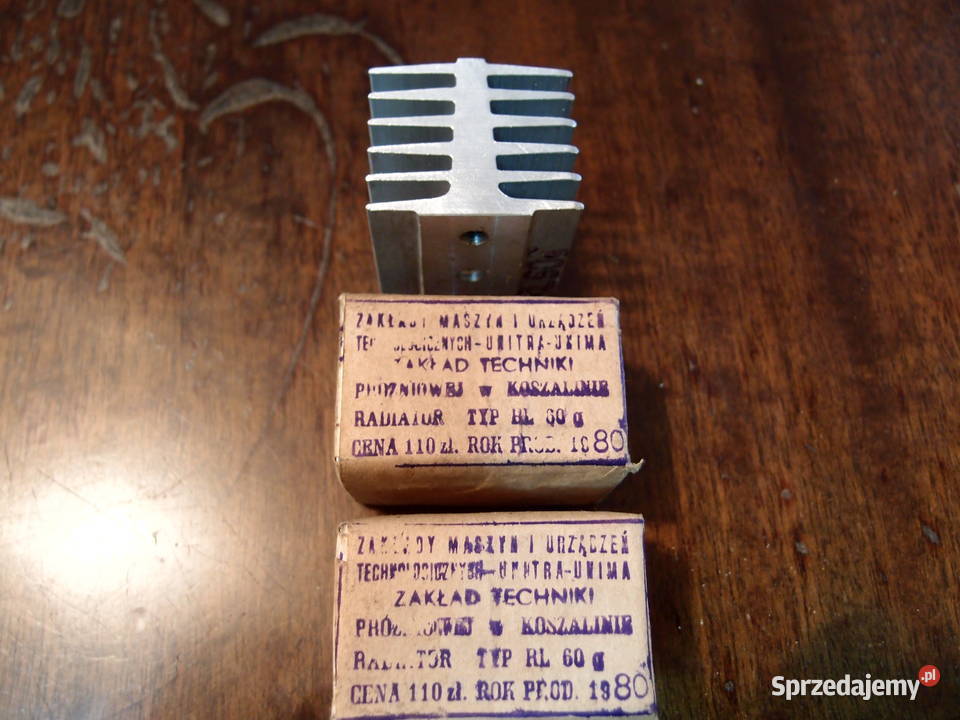 ZAKŁADY MASZYN I URZĄDZEŃ
TECHNOLOGICZNYCH-UNITRA-UNIMA
ZAKŁAD TECHNIKI
PRÓŻNIOWEJ w KOSZALINIE
RADIATOR TYP RL 60 g
CENA 110 zł. ROK PROD. 1980
ZAKŁADY MASZYN I URZĄDZEŃ
TECHNOLOGICZNYCH-UNITRA-UNIMA
ZAKŁAD TECHNIKI
PRÓŻNIOWEJ w KOSZALINIE
RADIATOR TYP RL 60 g
CENA 110 zł. ROK PROD. 1980
Sprzedajemy.pl